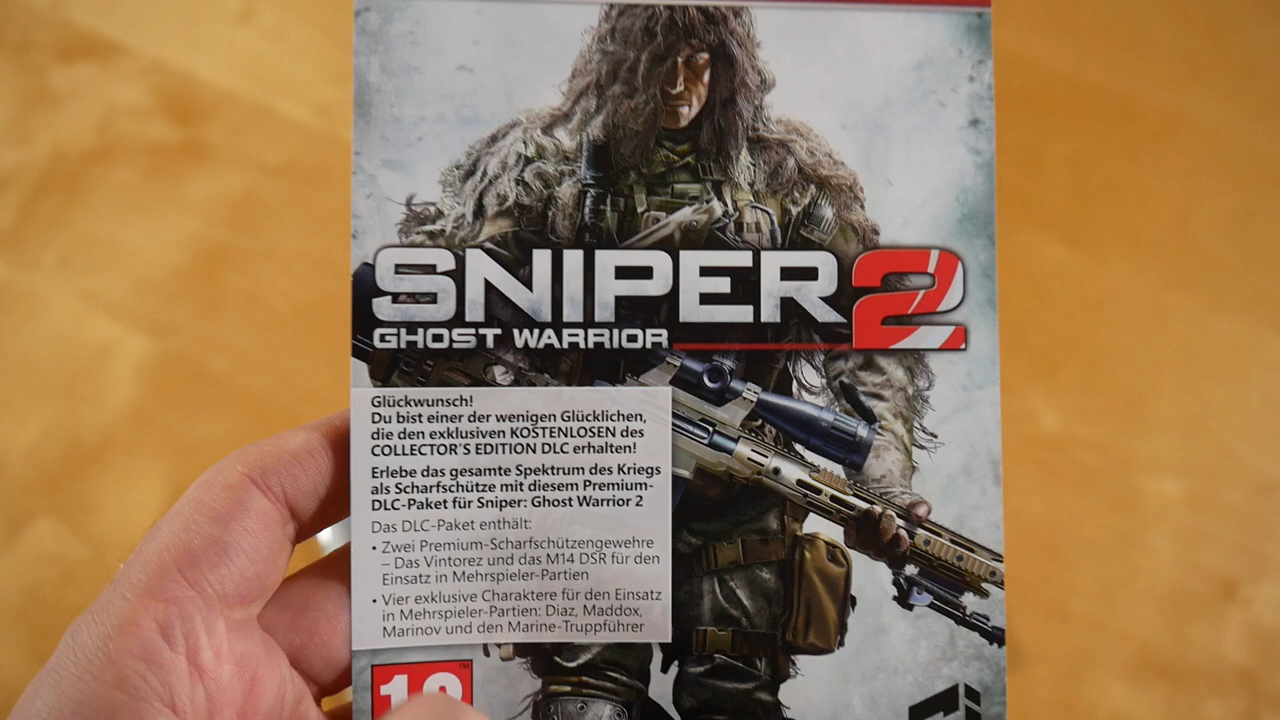 SNIPER 2
GHOST WARRIOR
Glückwunsch!
Du bist einer der wenigen Glücklichen,
die den exklusiven KOSTENLOSEN des
COLLECTOR'S EDITION DLC erhalten!
Erlebe das gesamte Spektrum des Kriegs
als Scharfschütze mit diesem Premium-
DLC-Paket für Sniper: Ghost Warrior 2
Das DLC-Paket enthält:
• Zwei Premium-Scharfschützengewehre
– Das Vintorez und das M14 DSR für den
Einsatz in Mehrspieler-Partien
• Vier exklusive Charaktere für den Einsatz
in Mehrspieler-Partien: Diaz, Maddox,
Marinov und den Marine-Truppführer